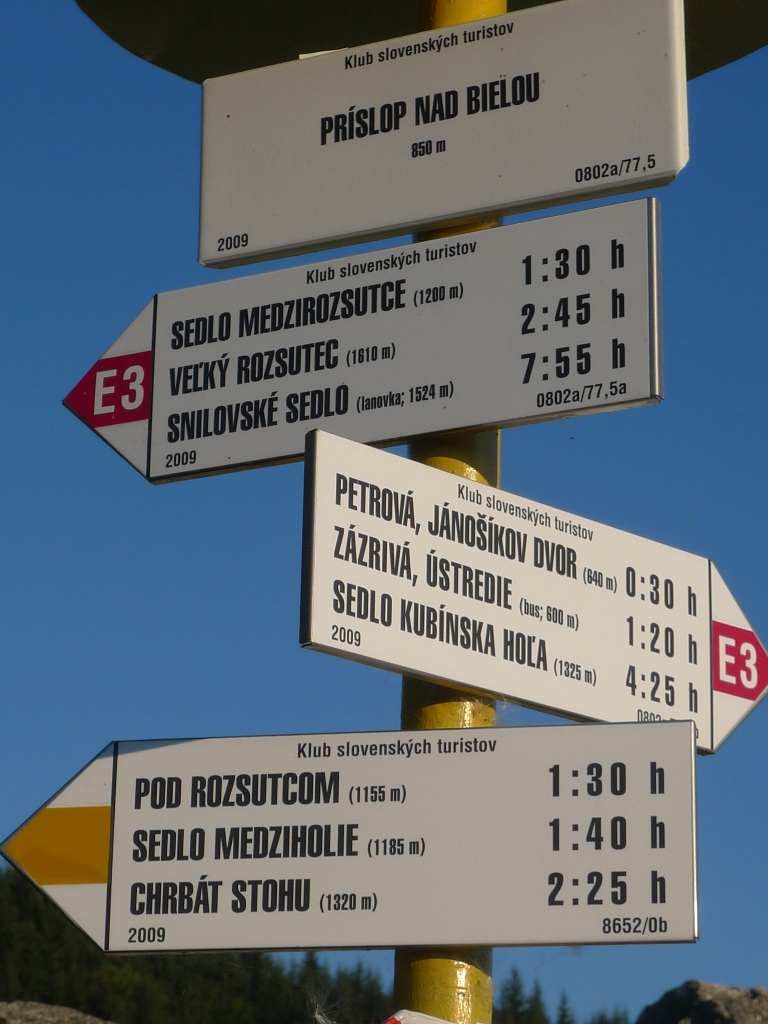 Klub slovenských turistov
PRÍSLOP NAD BIELOU
850 m
0802a/77,5
2009
Klub slovenských turistov
SEDLO MEDZIROZSUTCE (1200 m) 1:30 h
VEĽKÝ ROZSUTEC (1610 m) 2:45 h
SNILOVSKÉ SEDLO (lanovka; 1524 m) 7:55 h
E3
0802a/77,5a
2009
Klub slovenských turistov
PETROVÁ, JÁNOŠÍKOV DVOR (640 m) 0:30 h
ZÁZRIVÁ, ÚSTREDIE (bus; 600 m) 1:20 h
SEDLO KUBÍNSKA HOĽA (1325 m) 4:25 h
E3
2009
Klub slovenských turistov
POD ROZSUTCOM (1155 m) 1:30 h
SEDLO MEDZIHOLIE (1185 m) 1:40 h
CHRBÁT STOHU (1320 m) 2:25 h
2009 8652/0b